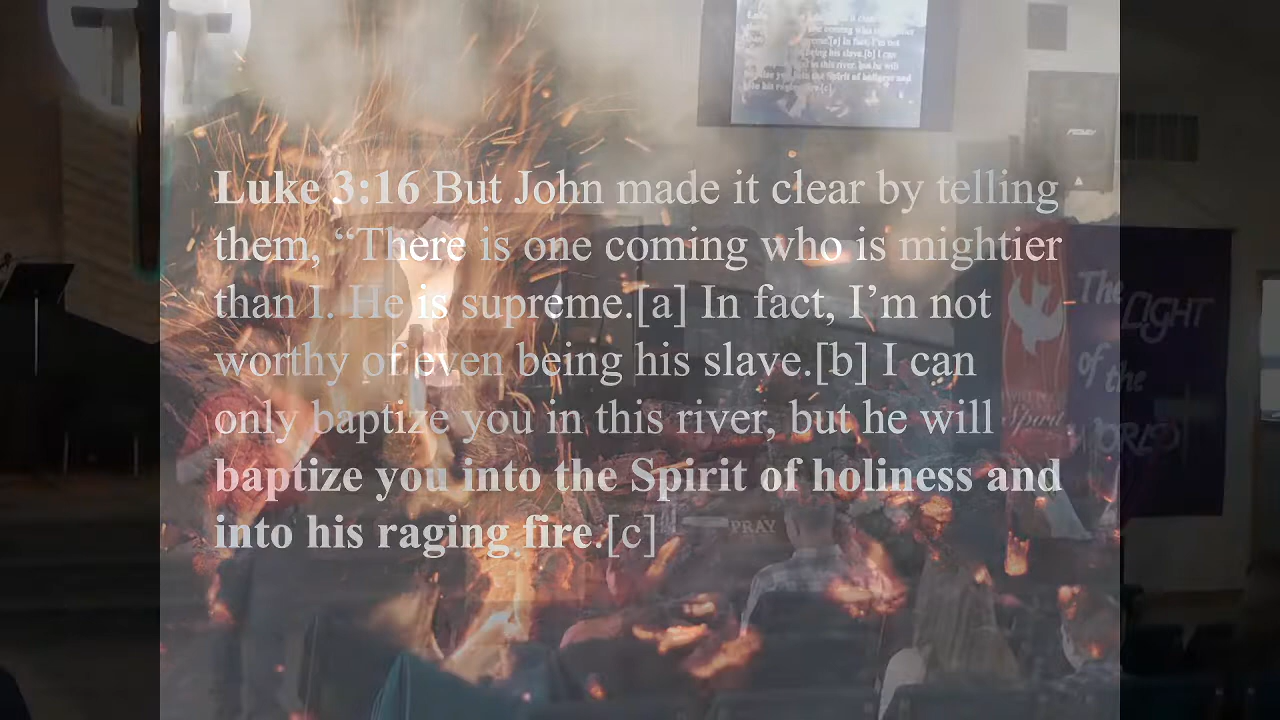 Luke 3:16 But John made it clear by telling
them, “There is one coming who is mightier
than I. He is supreme.[a] In fact, I’m not
worthy of even being his slave.[b] I can
only baptize you in this river, but he will
baptize you into the Spirit of holiness and
into his raging fire.[c]
PEAVEY
The
LIGHT
of the
WORLD
Spirit
PRAY